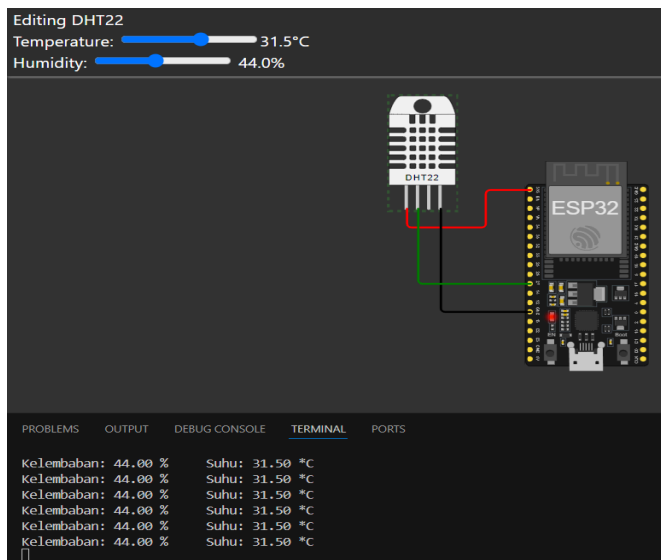 Editing DHT22
Temperature: 31.5°C
Humidity: 44.0%
DHT22
ESP32
EN
Boot
PROBLEMS OUTPUT DEBUG CONSOLE TERMINAL PORTS
Kelembaban: 44.00 % Suhu: 31.50 *C
Kelembaban: 44.00 % Suhu: 31.50 *C
Kelembaban: 44.00 % Suhu: 31.50 *C
Kelembaban: 44.00 % Suhu: 31.50 *C
Kelembaban: 44.00 % Suhu: 31.50 *C
Kelembaban: 44.00 % Suhu: 31.50 *C